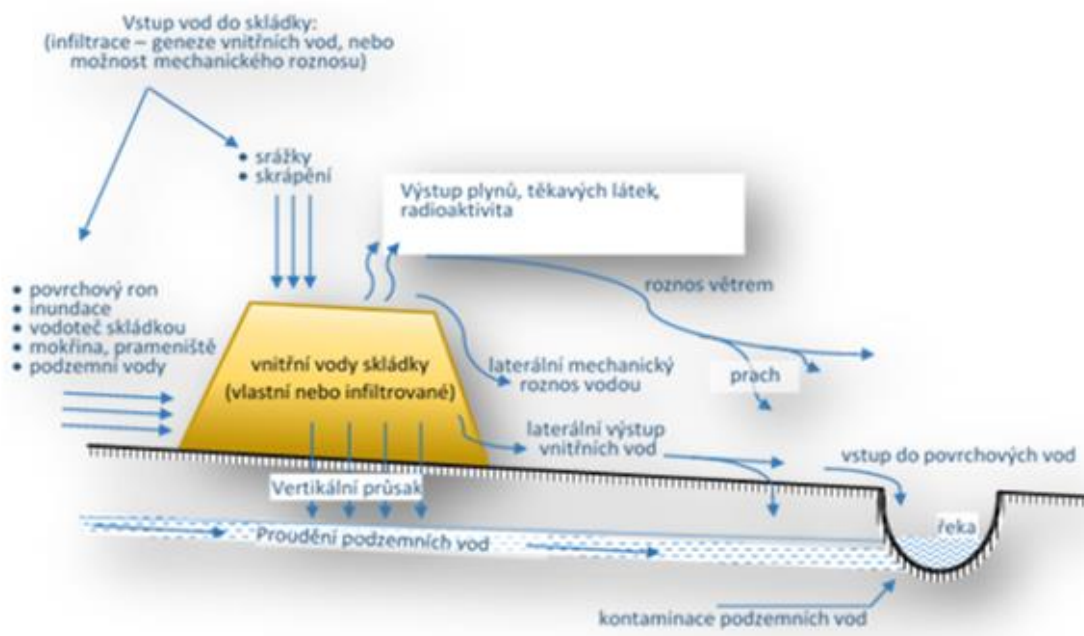 Vstup vod do skládky:
(infiltrace – geneze vnitřních vod, nebo
možnost mechanického roznosu)
• srážky
• skrápění
Výstup plynů, těkavých látek,
radioaktivita
roznos větrem
• povrchový ron
• inundace
• vodoteč skládkou
• mokřina, prameniště
• podzemní vody
vnitřní vody skládky
(vlastní nebo infiltrované)
laterální mechanický
roznos vodou
prach
laterální výstup
vnitřních vod
vstup do povrchových vod
Vertikální průsak
řeka
Proudění podzemních vod
kontaminace podzemních vod